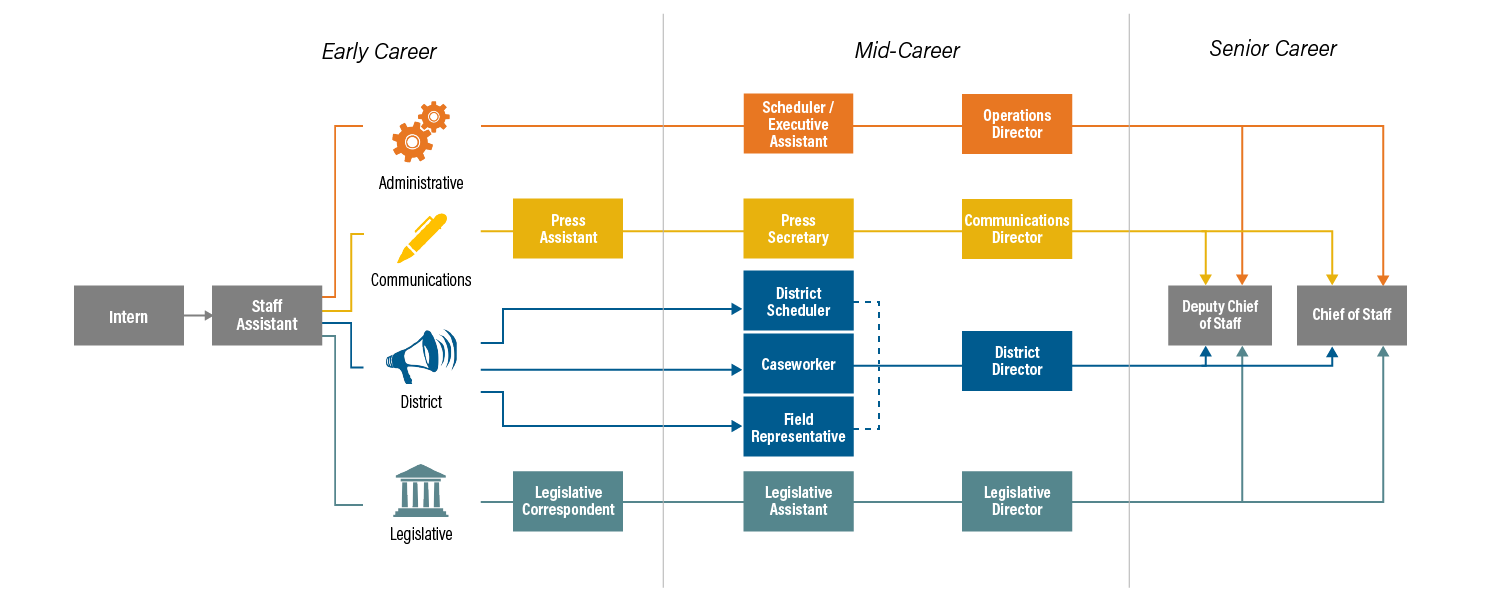 Early Career
Mid-Career
Senior Career
Scheduler /
Executive
Assistant
Operations
Director
Administrative
Press
Assistant
Press
Secretary
Communications
Director
Communications
Intern
Staff
Assistant
District
Scheduler
Caseworker
Field
Representative
District
Director
Deputy Chief
of Staff
Chief of Staff
District
Legislative
Correspondent
Legislative
Assistant
Legislative
Director
Legislative